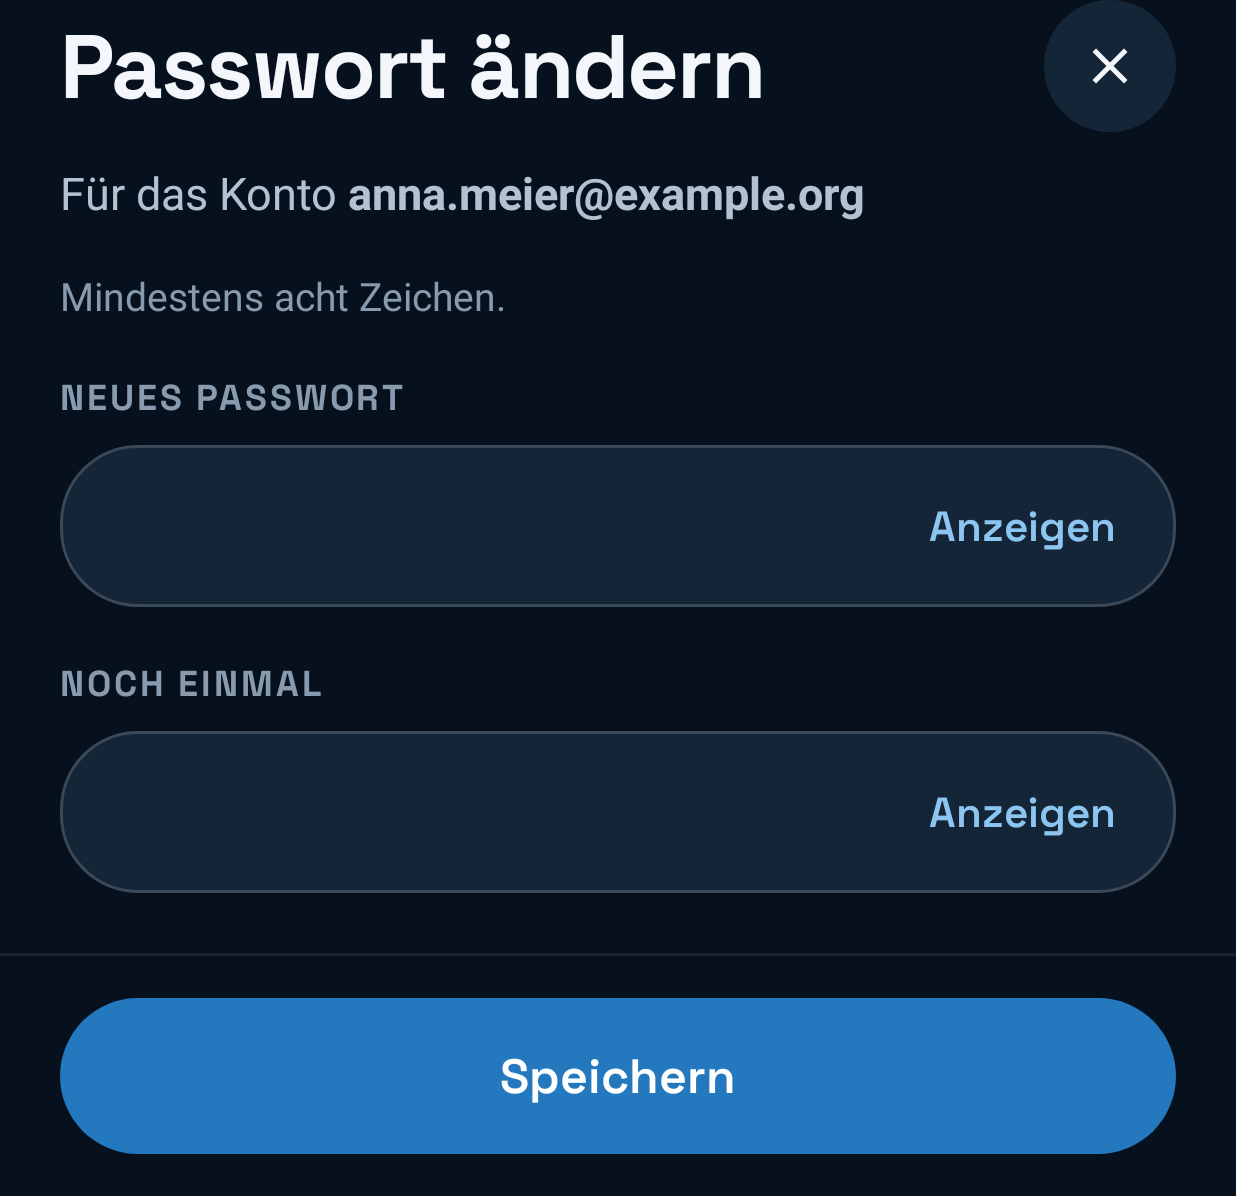 Passwort ändern
Für das Konto anna.meier@example.org
Mindestens acht Zeichen.
NEUES PASSWORT
Anzeigen
NOCH EINMAL
Anzeigen
Speichern